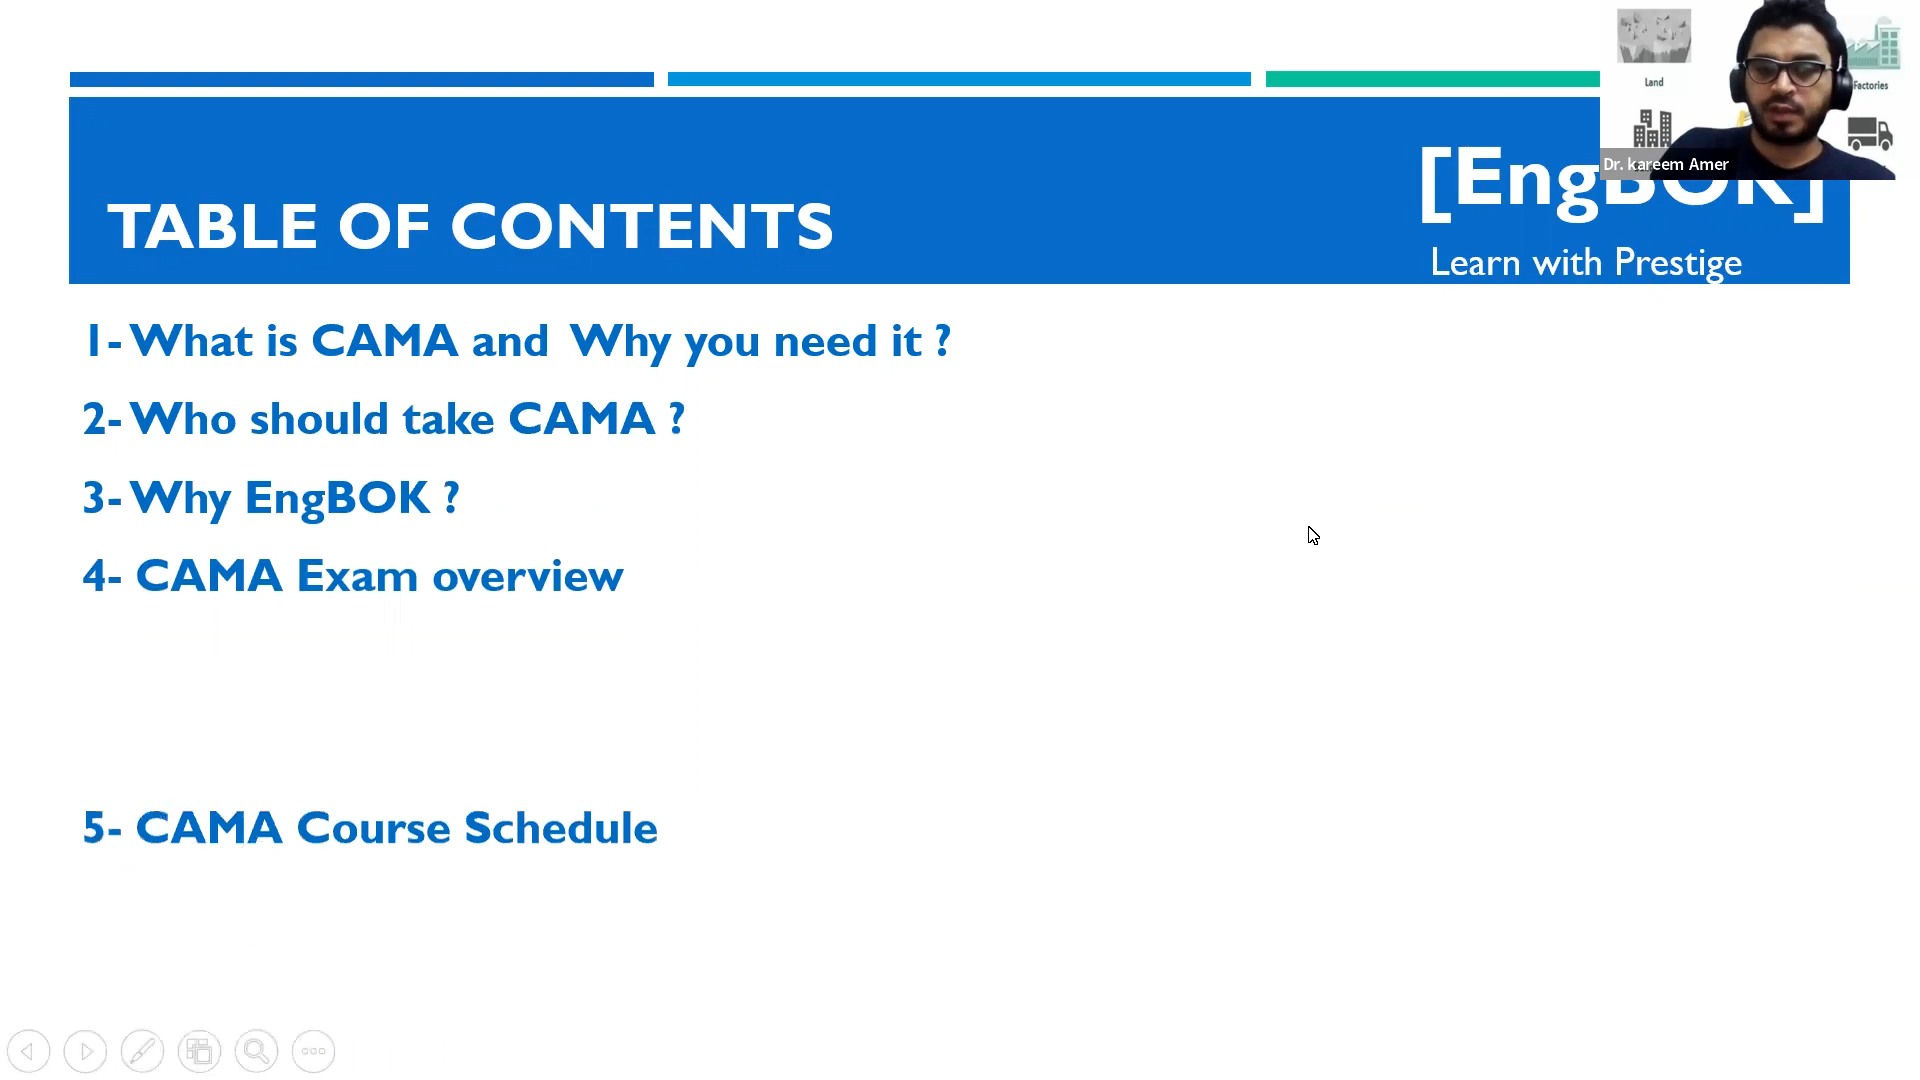 Land
Factories
Dr. kareem Amer
[EngBOK]
Learn with Prestige
TABLE OF CONTENTS
1- What is CAMA and Why you need it ?
2- Who should take CAMA ?
3- Why EngBOK ?
4- CAMA Exam overview
5- CAMA Course Schedule